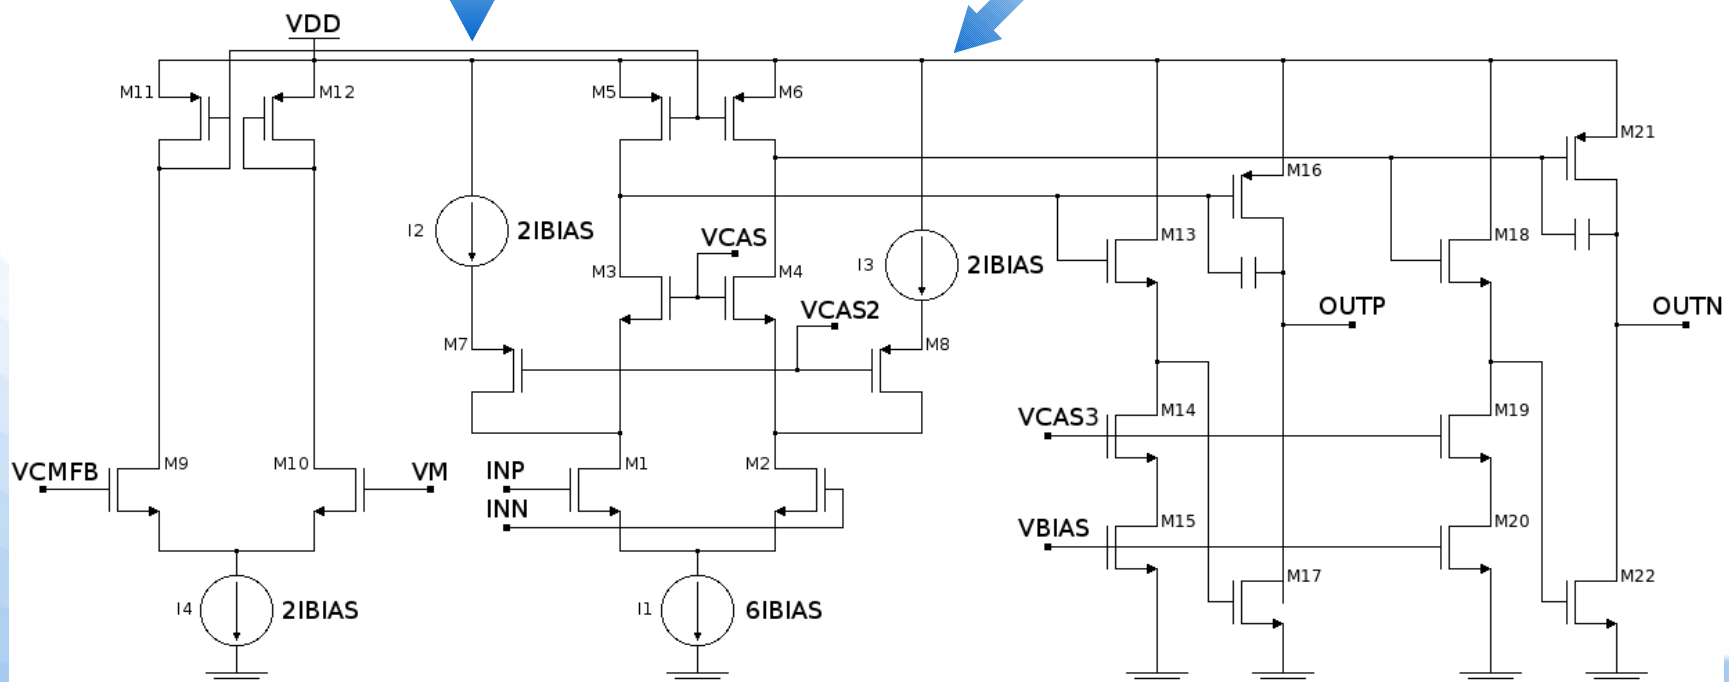 VDD
M11
M12
M5
M6
M21
M16
I2
2IBIAS
VCAS
M13
M18
M3
M4
I3
2IBIAS
VCAS2
OUTP
OUTN
M7
M8
VCAS3
M14
M19
VCMFB
M9
M10
VM
INP
M1
M2
INN
VBIAS
M15
M20
M17
M22
I4
2IBIAS
I1
6IBIAS